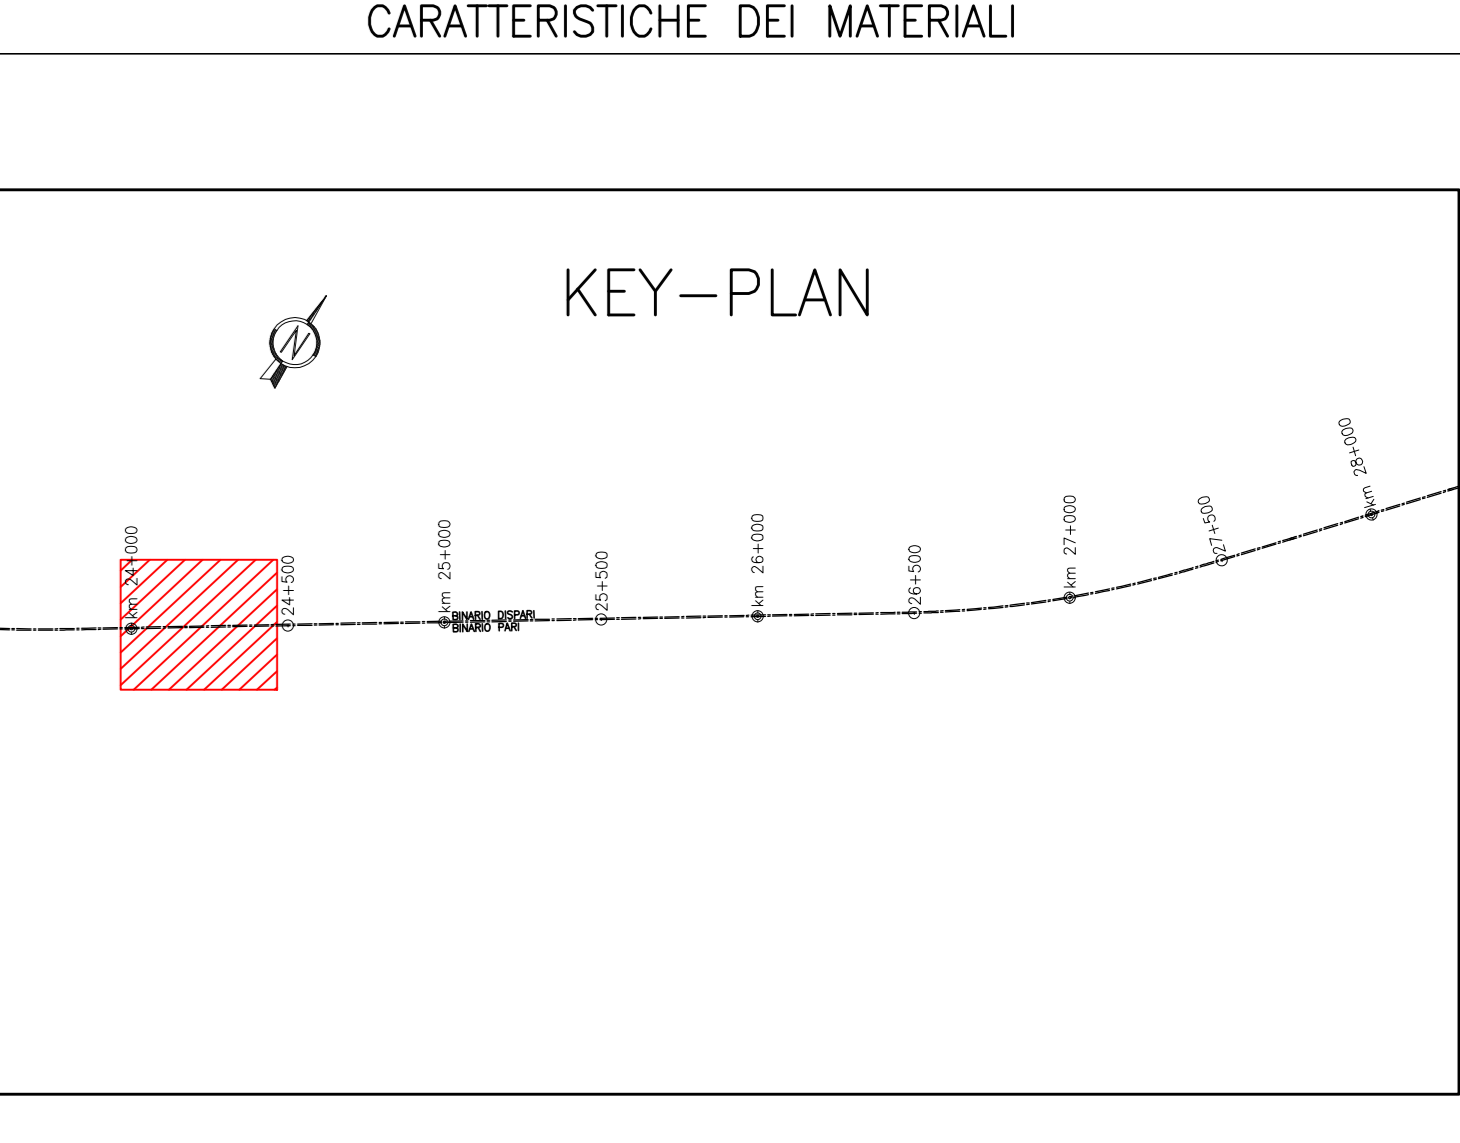 CARATTERISTICHE DEI MATERIALI
KEY-PLAN
N
km 24+000
24+500
km 25+000
BINARIO DISPARI
BINARIO PARI
25+500
km 26+000
26+500
km 27+000
27+500
km 28+000